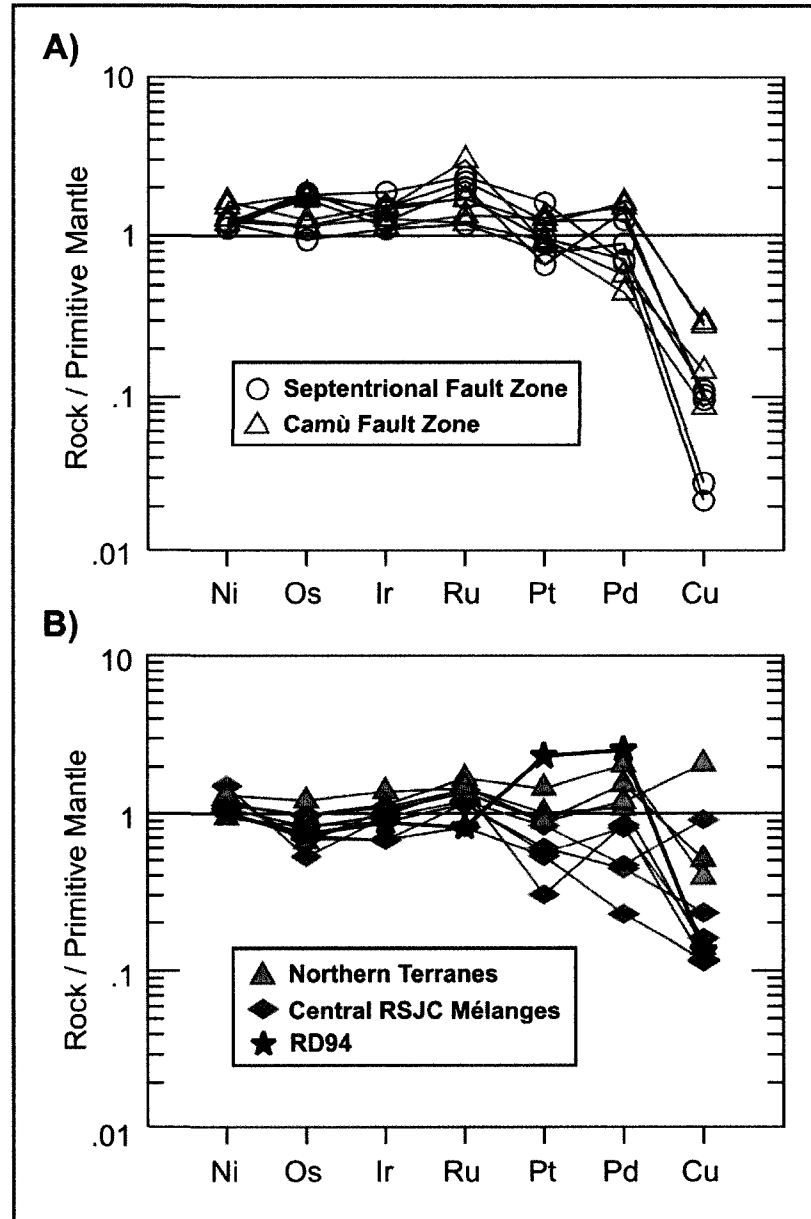 A)
10
1
.1
.01
Rock / Primitive Mantle
Septentrional Fault Zone
Camù Fault Zone
Ni Os Ir Ru Pt Pd Cu
B)
10
1
0.1
.01
Rock / Primitive Mantle
Northern Terranes
Central RSJC Mélanges
RD94
Ni Os Ir Ru Pt Pd Cu